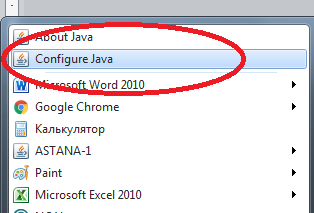 About Java
Configure Java
Microsoft Word 2010
Google Chrome
Калькулятор
ASTANA-1
Paint
Microsoft Excel 2010